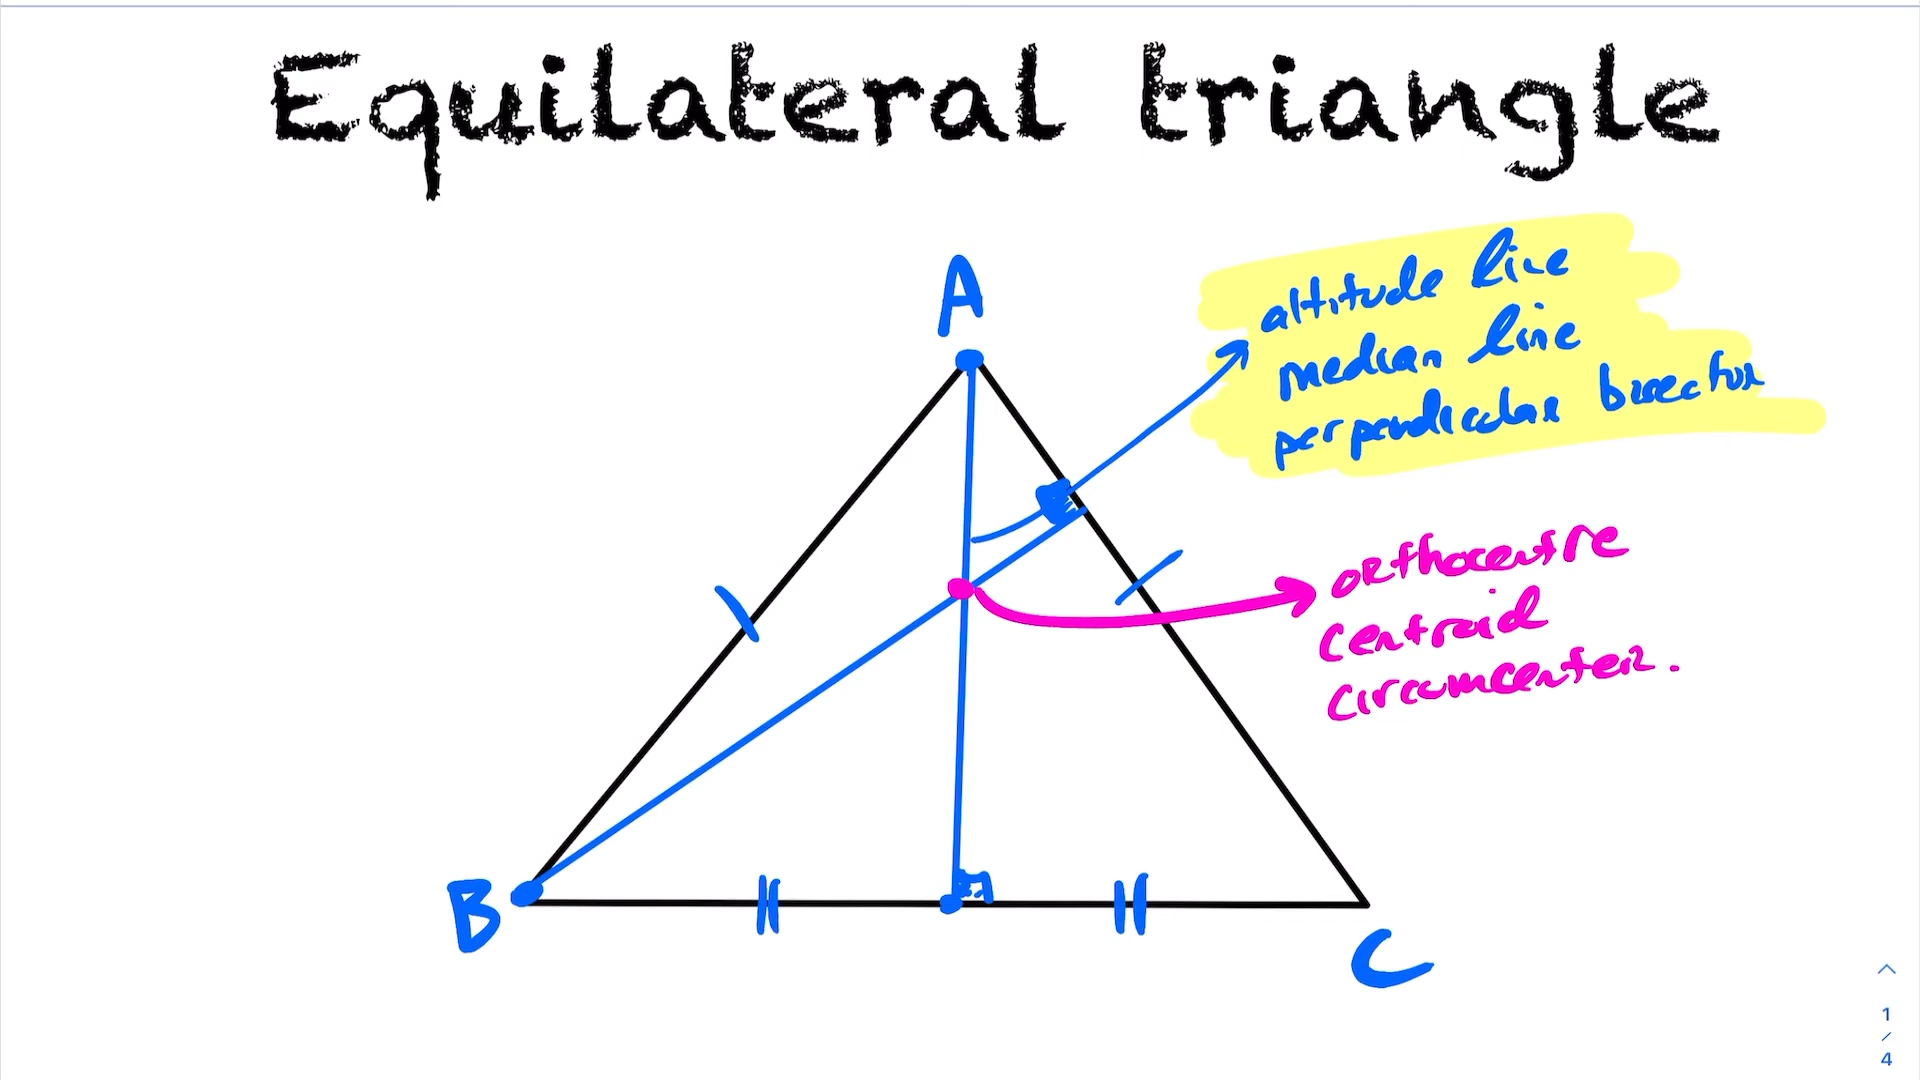 Equilateral triangle
A
altitude line
median line
perpendicular bisector
orthocentre
centroid
circumcenter.
B
C
1
/
4